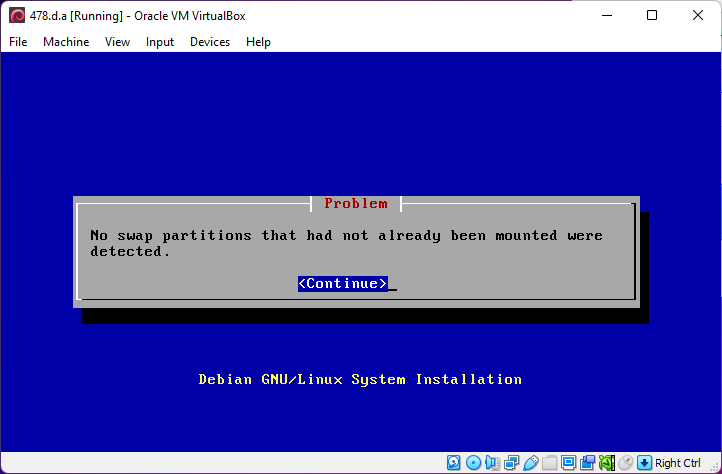 478.d.a [Running] - Oracle VM VirtualBox
File Machine View Input Devices Help
Problem
No swap partitions that had not already been mounted were
detected.
<Continue>_
Debian GNU/Linux System Installation
Right Ctrl